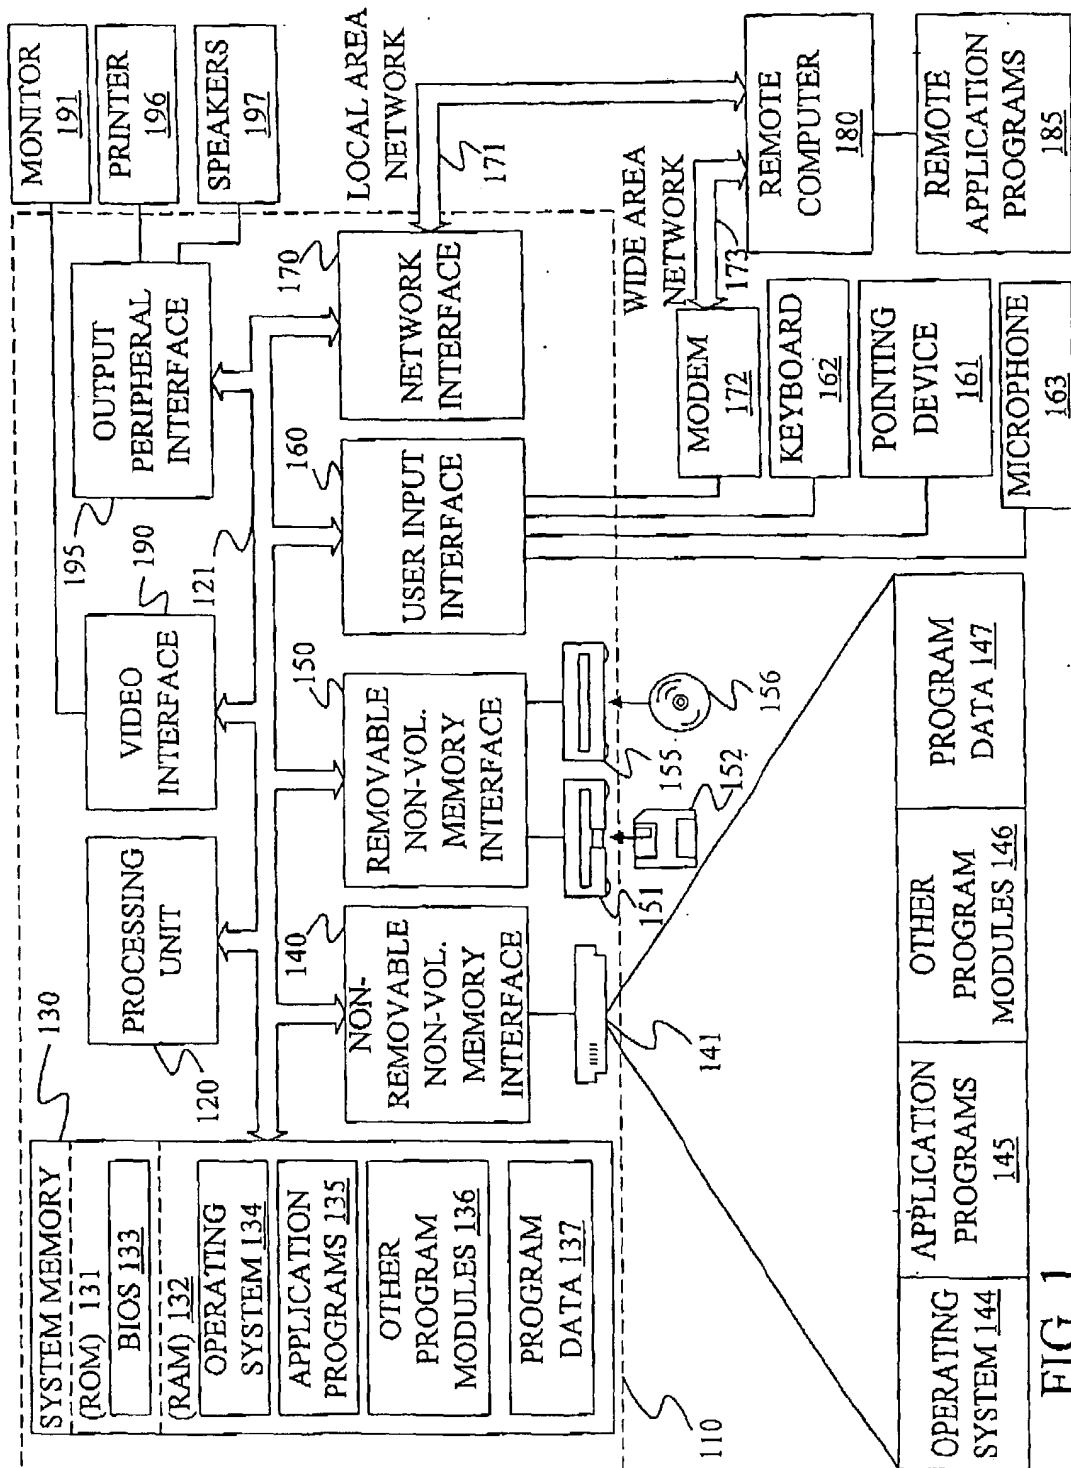 SYSTEM MEMORY
(ROM) 131
BIOS 133
(RAM) 132
OPERATING
SYSTEM 134
APPLICATION
PROGRAMS 135
OTHER
PROGRAM
MODULES 136
PROGRAM
DATA 137
110
130
PROCESSING
UNIT
120
VIDEO
INTERFACE
190
121
OUTPUT
PERIPHERAL
INTERFACE
195
MONITOR
191
PRINTER
196
SPEAKERS
197
NON-
REMOVABLE
NON-VOL.
MEMORY
INTERFACE
140
REMOVABLE
NON-VOL.
MEMORY
INTERFACE
150
USER INPUT
INTERFACE
160
NETWORK
INTERFACE
170
LOCAL AREA
NETWORK
171
141
151
152
155
156
WIDE AREA
NETWORK
173
MODEM
172
KEYBOARD
162
POINTING
DEVICE
161
MICROPHONE
163
REMOTE
COMPUTER
180
REMOTE
APPLICATION
PROGRAMS
185
OPERATING
SYSTEM 144
APPLICATION
PROGRAMS
145
OTHER
PROGRAM
MODULES 146
PROGRAM
DATA 147
FIG. 1